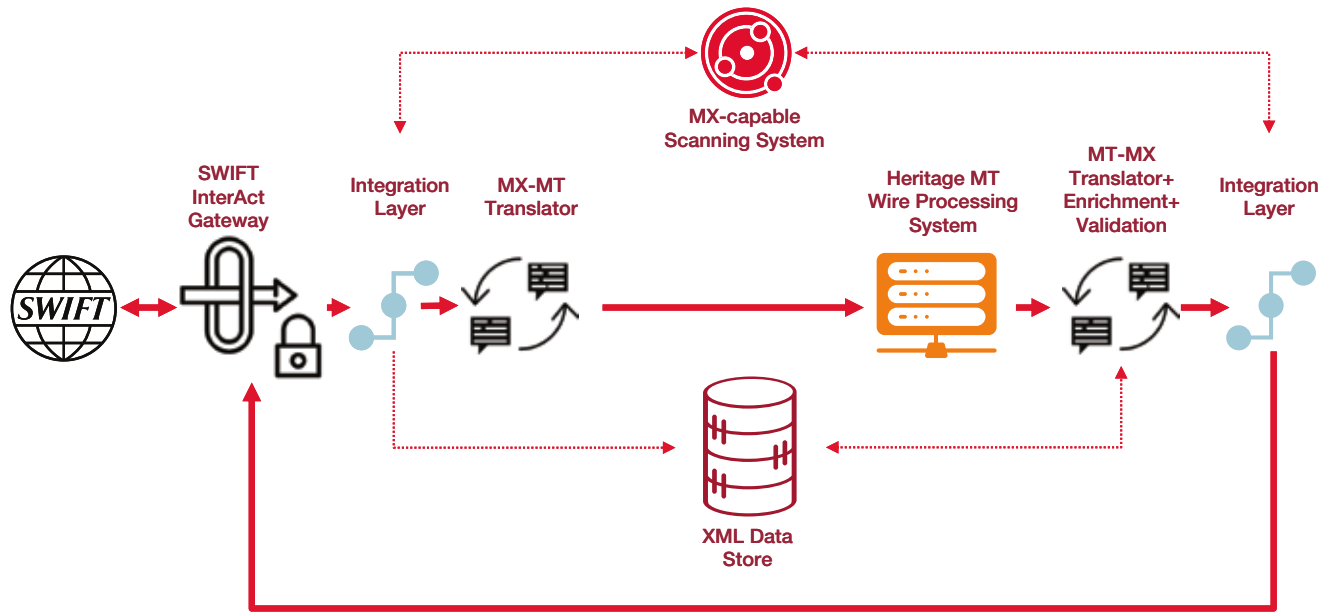 MX-capable
Scanning System
SWIFT
InterAct
Gateway
Integration
Layer
MX-MT
Translator
Heritage MT
Wire Processing
System
MT-MX
Translator+
Enrichment+
Validation
Integration
Layer
SWIFT
XML Data
Store